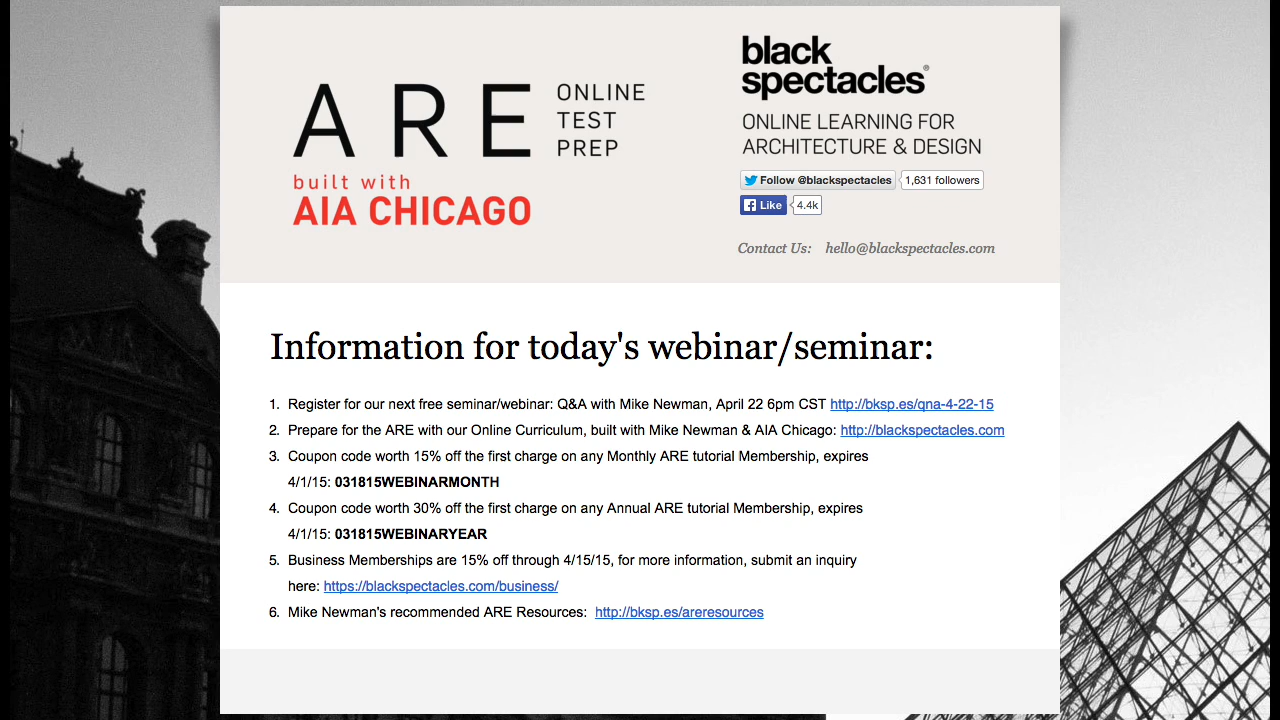 black
spectacles®
A R E ONLINE
TEST
PREP
ONLINE LEARNING FOR
ARCHITECTURE & DESIGN
built with
AIA CHICAGO
Follow @blackspectacles 1,631 followers
Like 4.4k
Contact Us: hello@blackspectacles.com
Information for today's webinar/seminar:
1. Register for our next free seminar/webinar: Q&A with Mike Newman, April 22 6pm CST http://bksp.es/qna-4-22-15
2. Prepare for the ARE with our Online Curriculum, built with Mike Newman & AIA Chicago: http://blackspectacles.com
3. Coupon code worth 15% off the first charge on any Monthly ARE tutorial Membership, expires
4/1/15: 031815WEBINARMONTH
4. Coupon code worth 30% off the first charge on any Annual ARE tutorial Membership, expires
4/1/15: 031815WEBINARYEAR
5. Business Memberships are 15% off through 4/15/15, for more information, submit an inquiry
here: https://blackspectacles.com/business/
6. Mike Newman's recommended ARE Resources: http://bksp.es/areresources